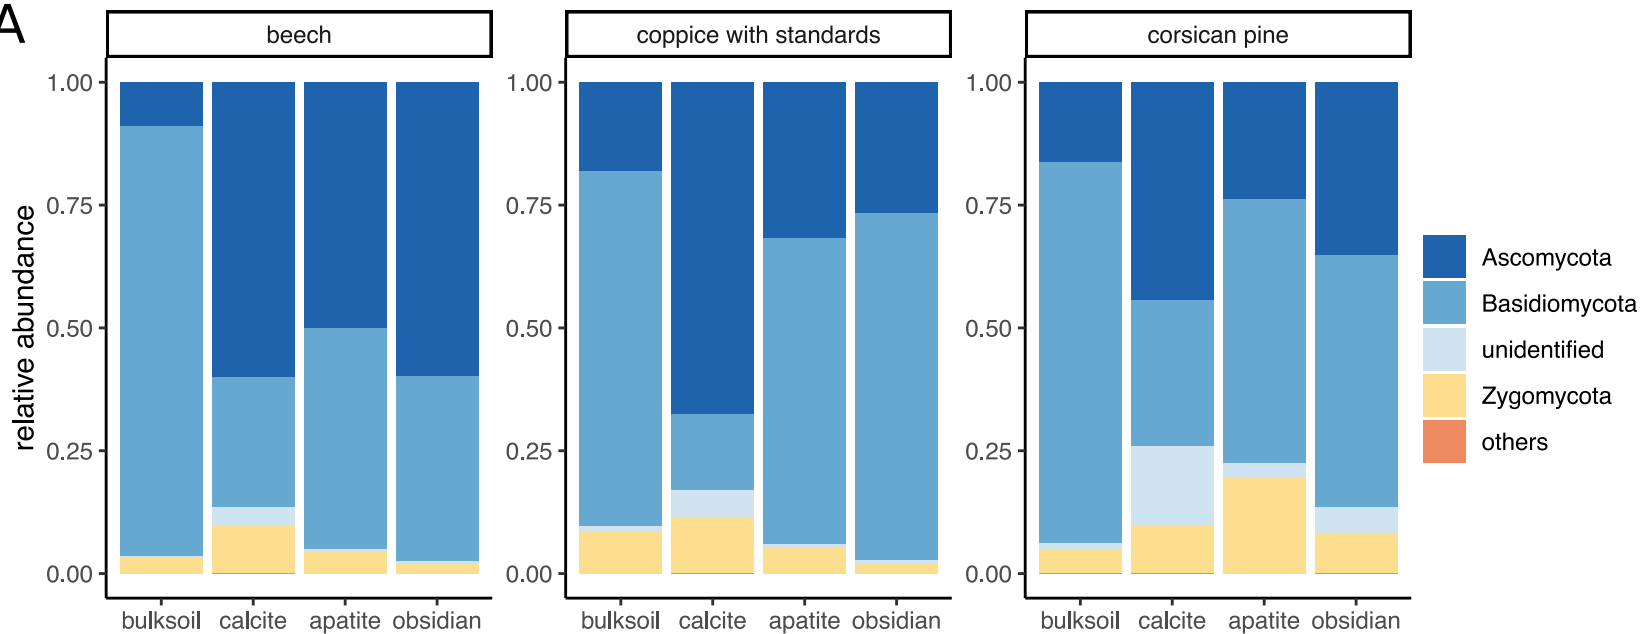 A
beech
coppice with standards
corsican pine
relative abundance
1.00
0.75
0.50
0.25
0.00
1.00
0.75
0.50
0.25
0.00
1.00
0.75
0.50
0.25
0.00
bulksoil calcite apatite obsidian
bulksoil calcite apatite obsidian
bulksoil calcite apatite obsidian
Ascomycota
Basidiomycota
unidentified
Zygomycota
others